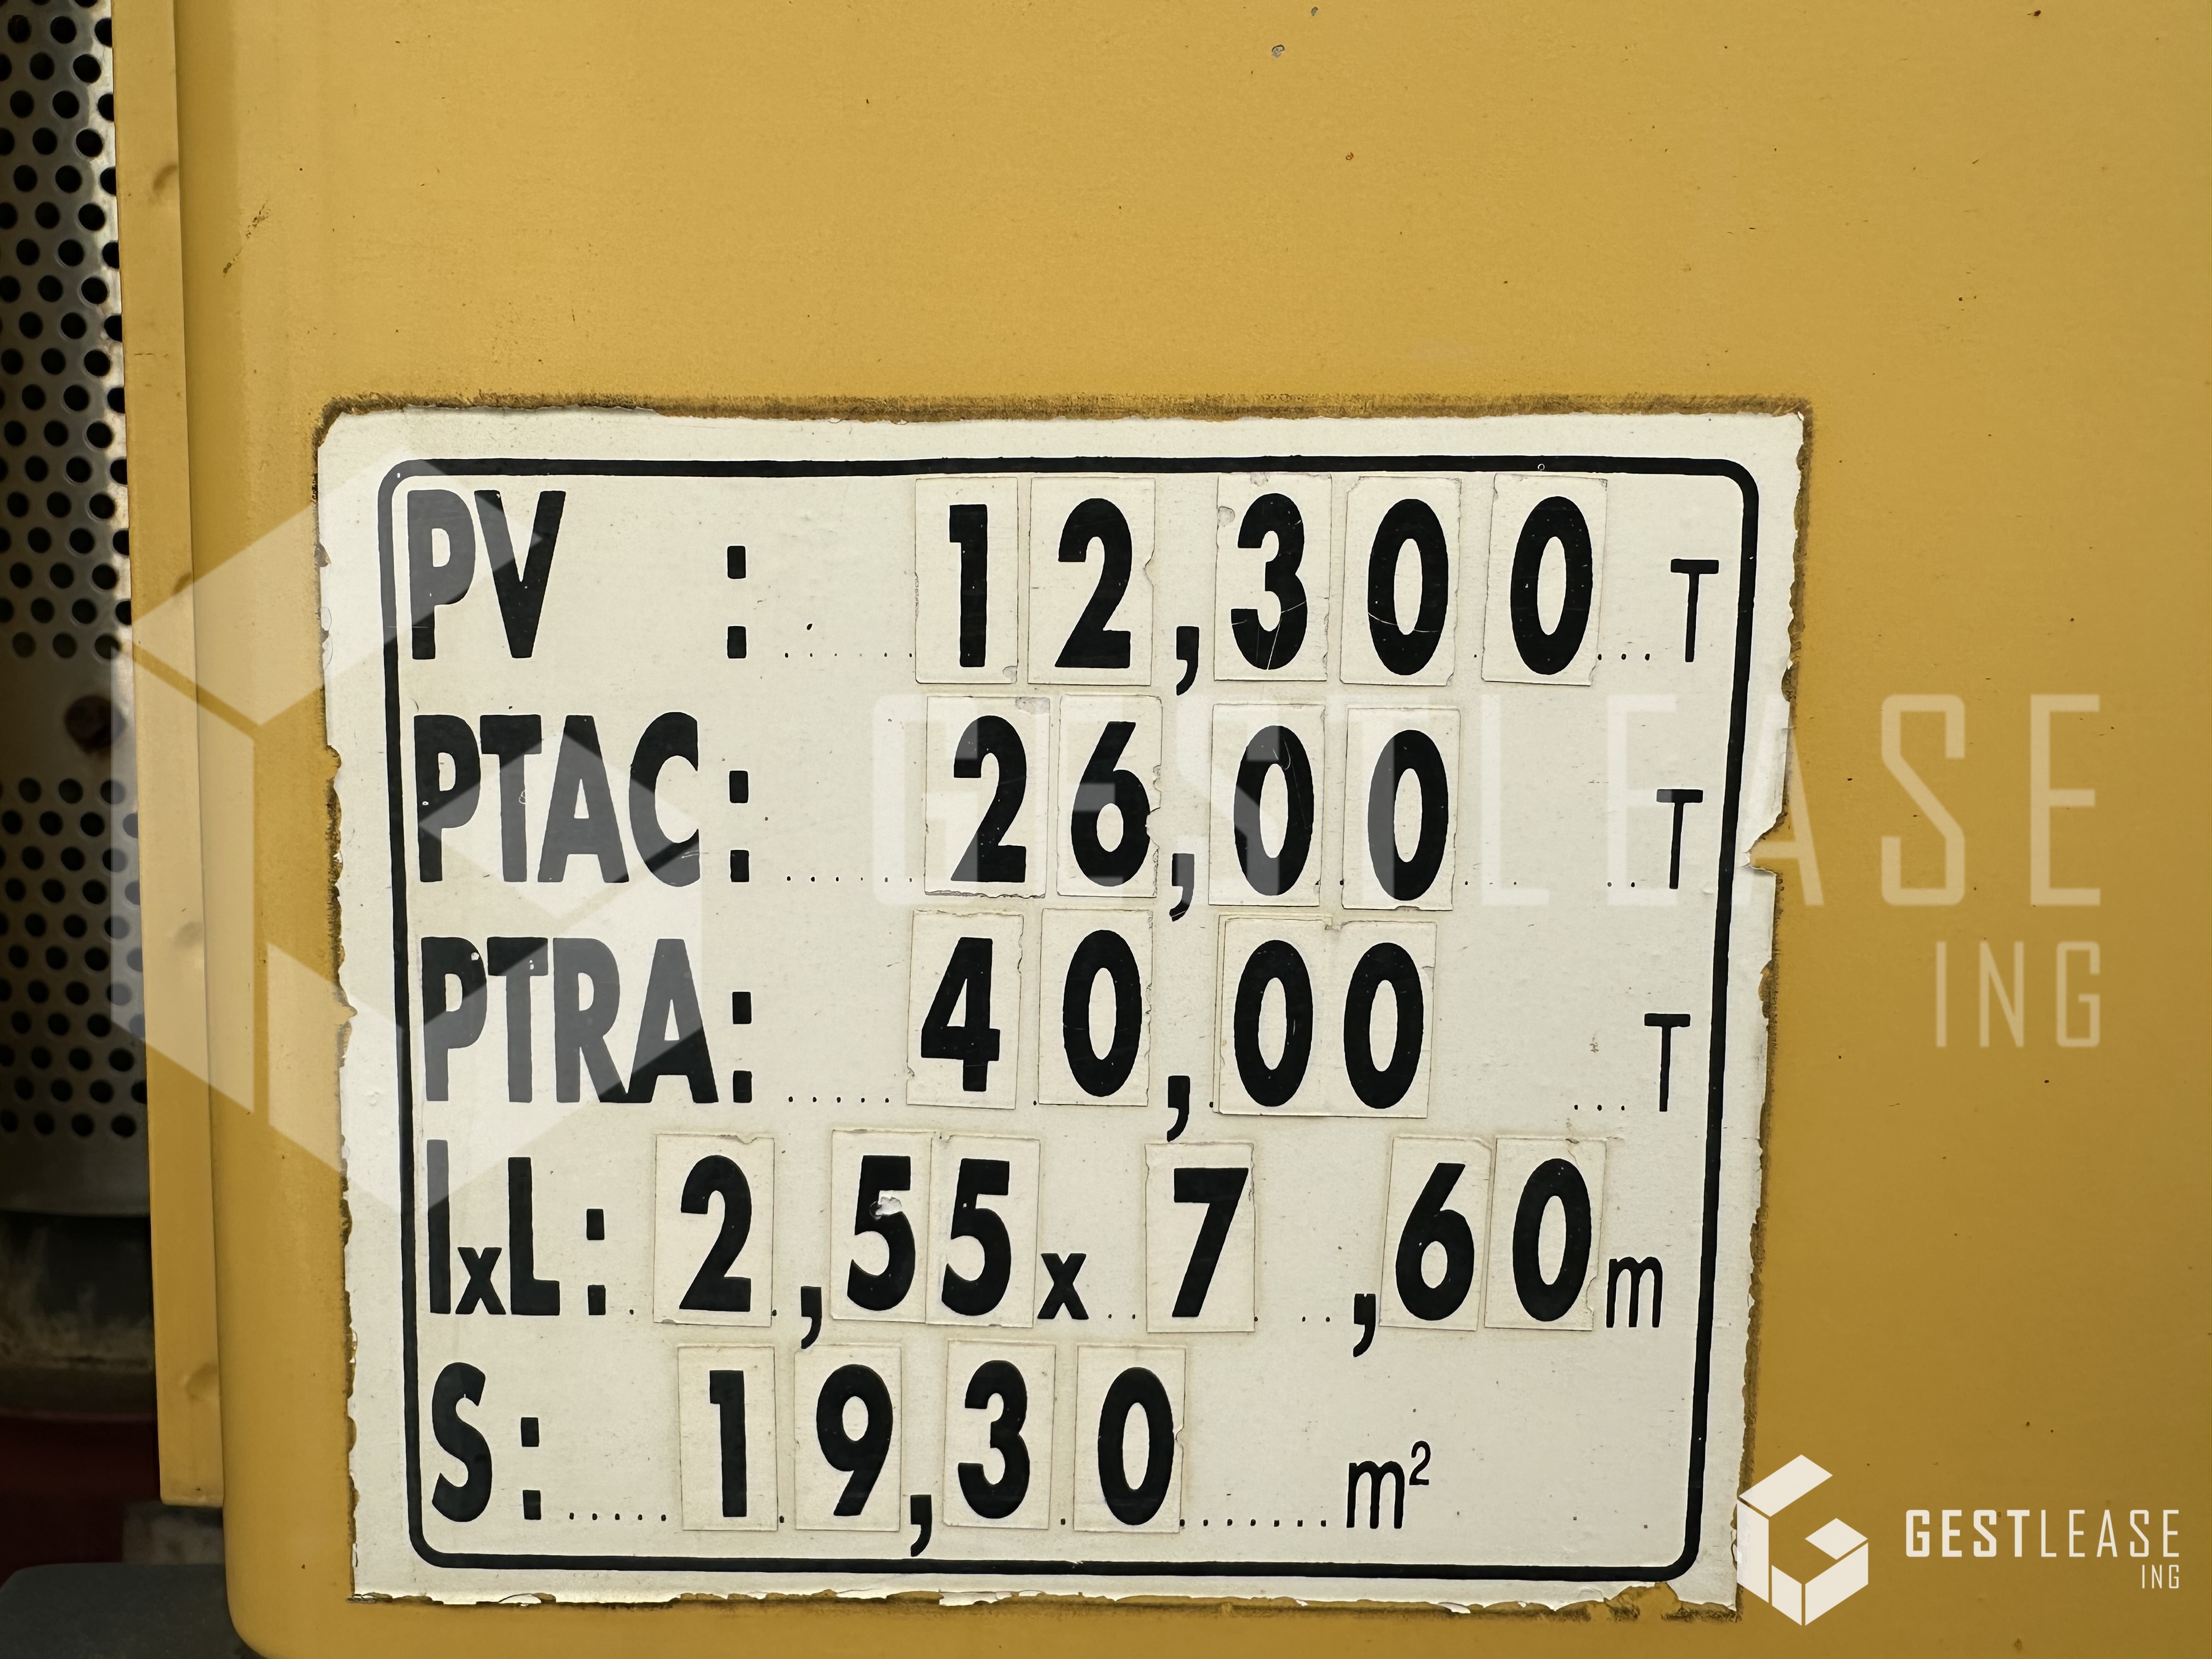 PV : 12,300 T
PTAC : 26,00 T
PTRA : 40,00 T
lxL : 2,55 x 7,60 m
S : 19,30 m²
GESTLEASE
ING
GESTLEASE
ING